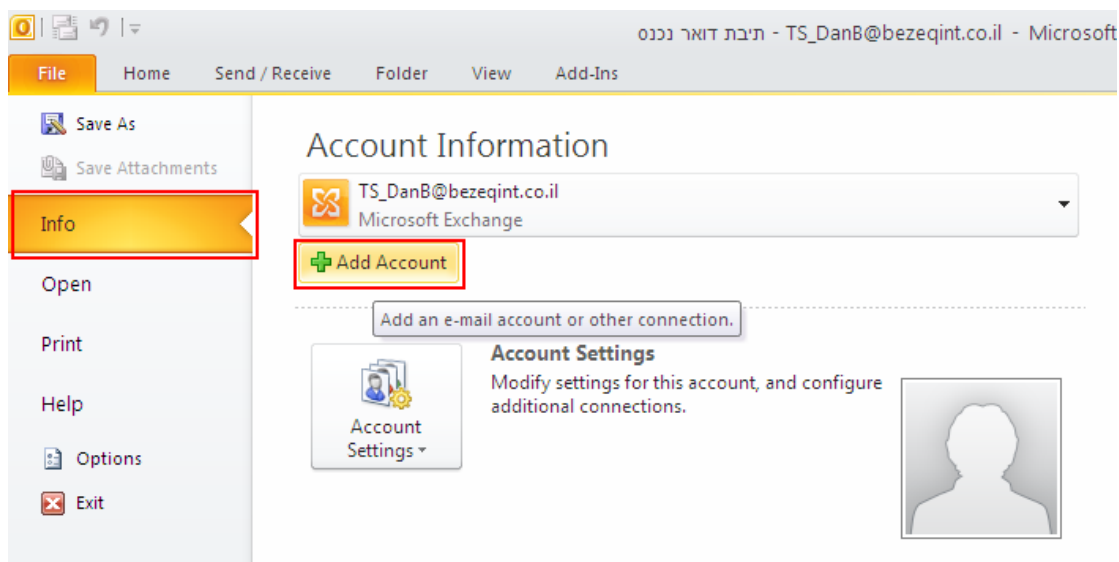 תיבת דואר נכנס - TS_DanB@bezeqint.co.il - Microsoft
File Home Send / Receive Folder View Add-Ins
Save As
Save Attachments
Info
Open
Print
Help
Options
Exit
Account Information
TS_DanB@bezeqint.co.il
Microsoft Exchange
Add Account
Add an e-mail account or other connection.
Account Settings
Account Settings
Modify settings for this account, and configure
additional connections.